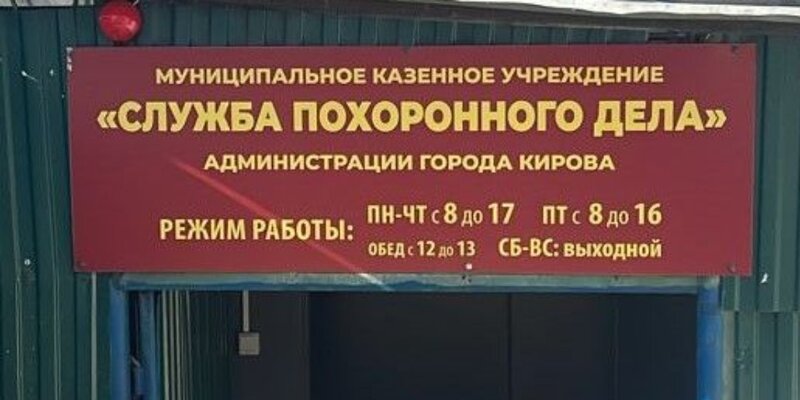 МУНИЦИПАЛЬНОЕ КАЗЕННОЕ УЧРЕЖДЕНИЕ
«СЛУЖБА ПОХОРОННОГО ДЕЛА»
АДМИНИСТРАЦИИ ГОРОДА КИРОВА
РЕЖИМ РАБОТЫ: ПН-ЧТ с 8 до 17 ПТ с 8 до 16
ОБЕД с 12 до 13 СБ-ВС: выходной